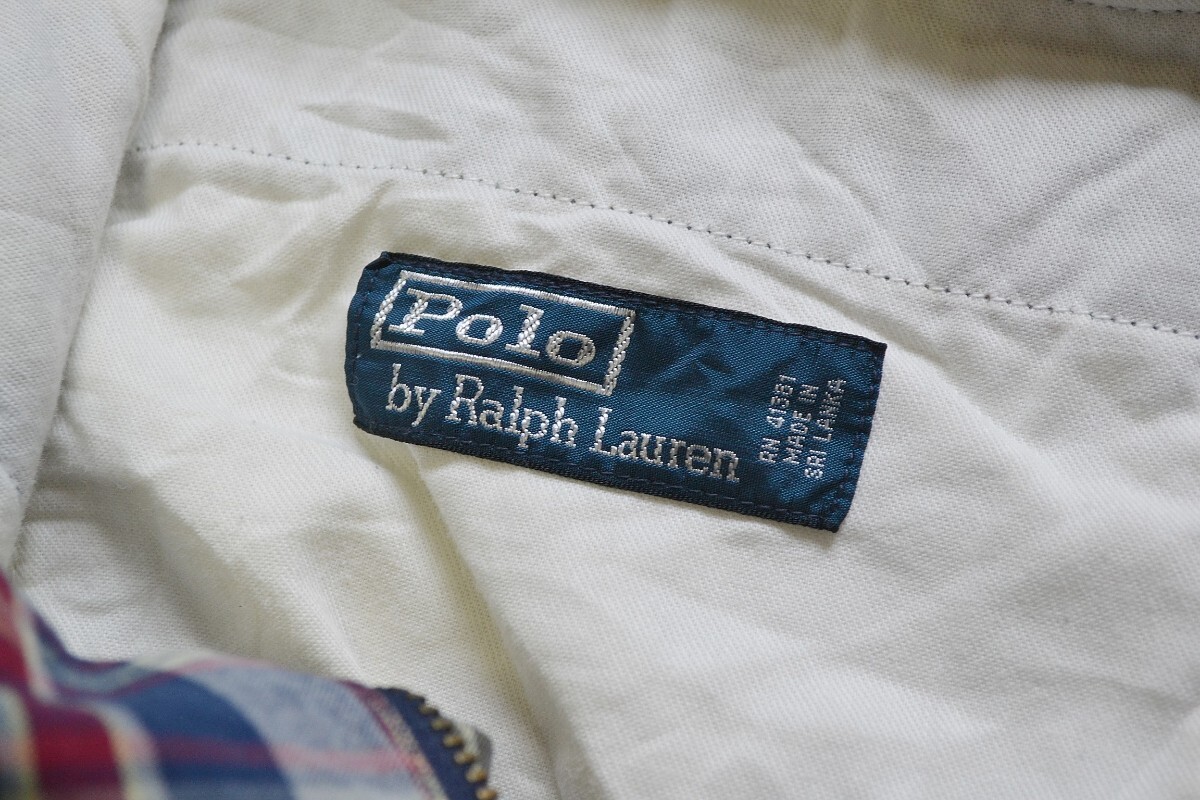 Polo
by Ralph Lauren
RN 41381
MADE IN
SRI LANKA